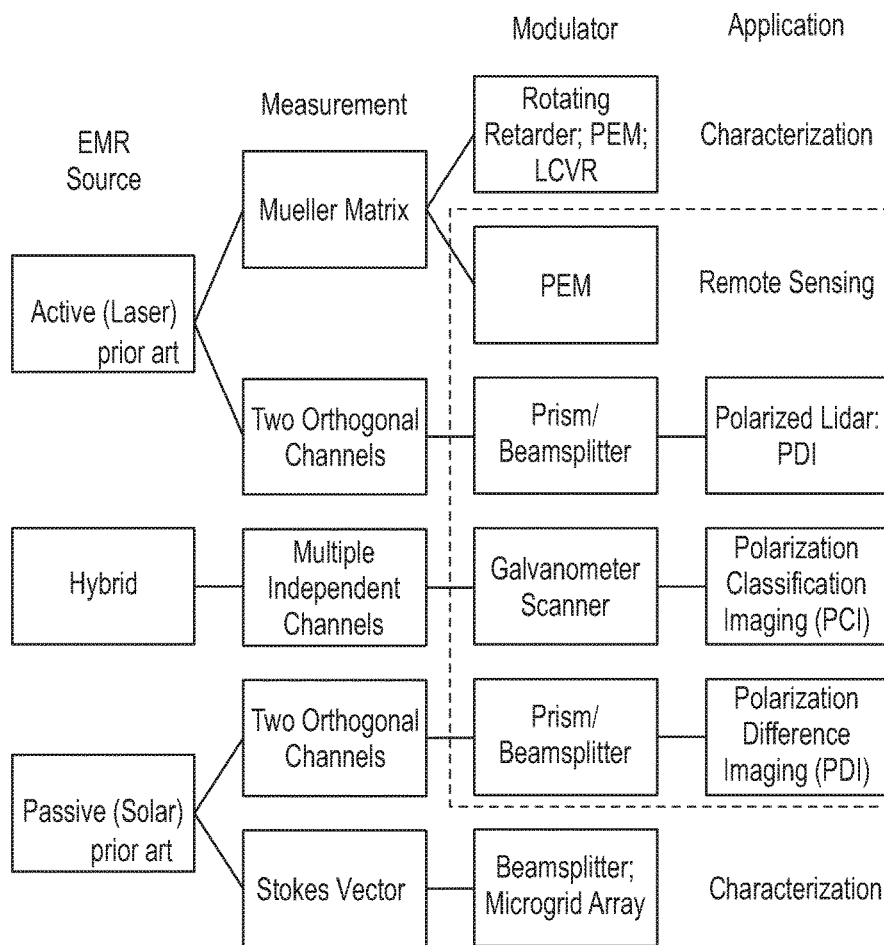 Modulator
Application
Measurement
EMR
Source
Rotating
Retarder; PEM;
LCVR
Characterization
Mueller Matrix
PEM
Remote Sensing
Active (Laser)
prior art
Two Orthogonal
Channels
Prism/
Beamsplitter
Polarized Lidar:
PDI
Hybrid
Multiple
Independent
Channels
Galvanometer
Scanner
Polarization
Classification
Imaging (PCI)
Two Orthogonal
Channels
Prism/
Beamsplitter
Polarization
Difference
Imaging (PDI)
Passive (Solar)
prior art
Stokes Vector
Beamsplitter;
Microgrid Array
Characterization